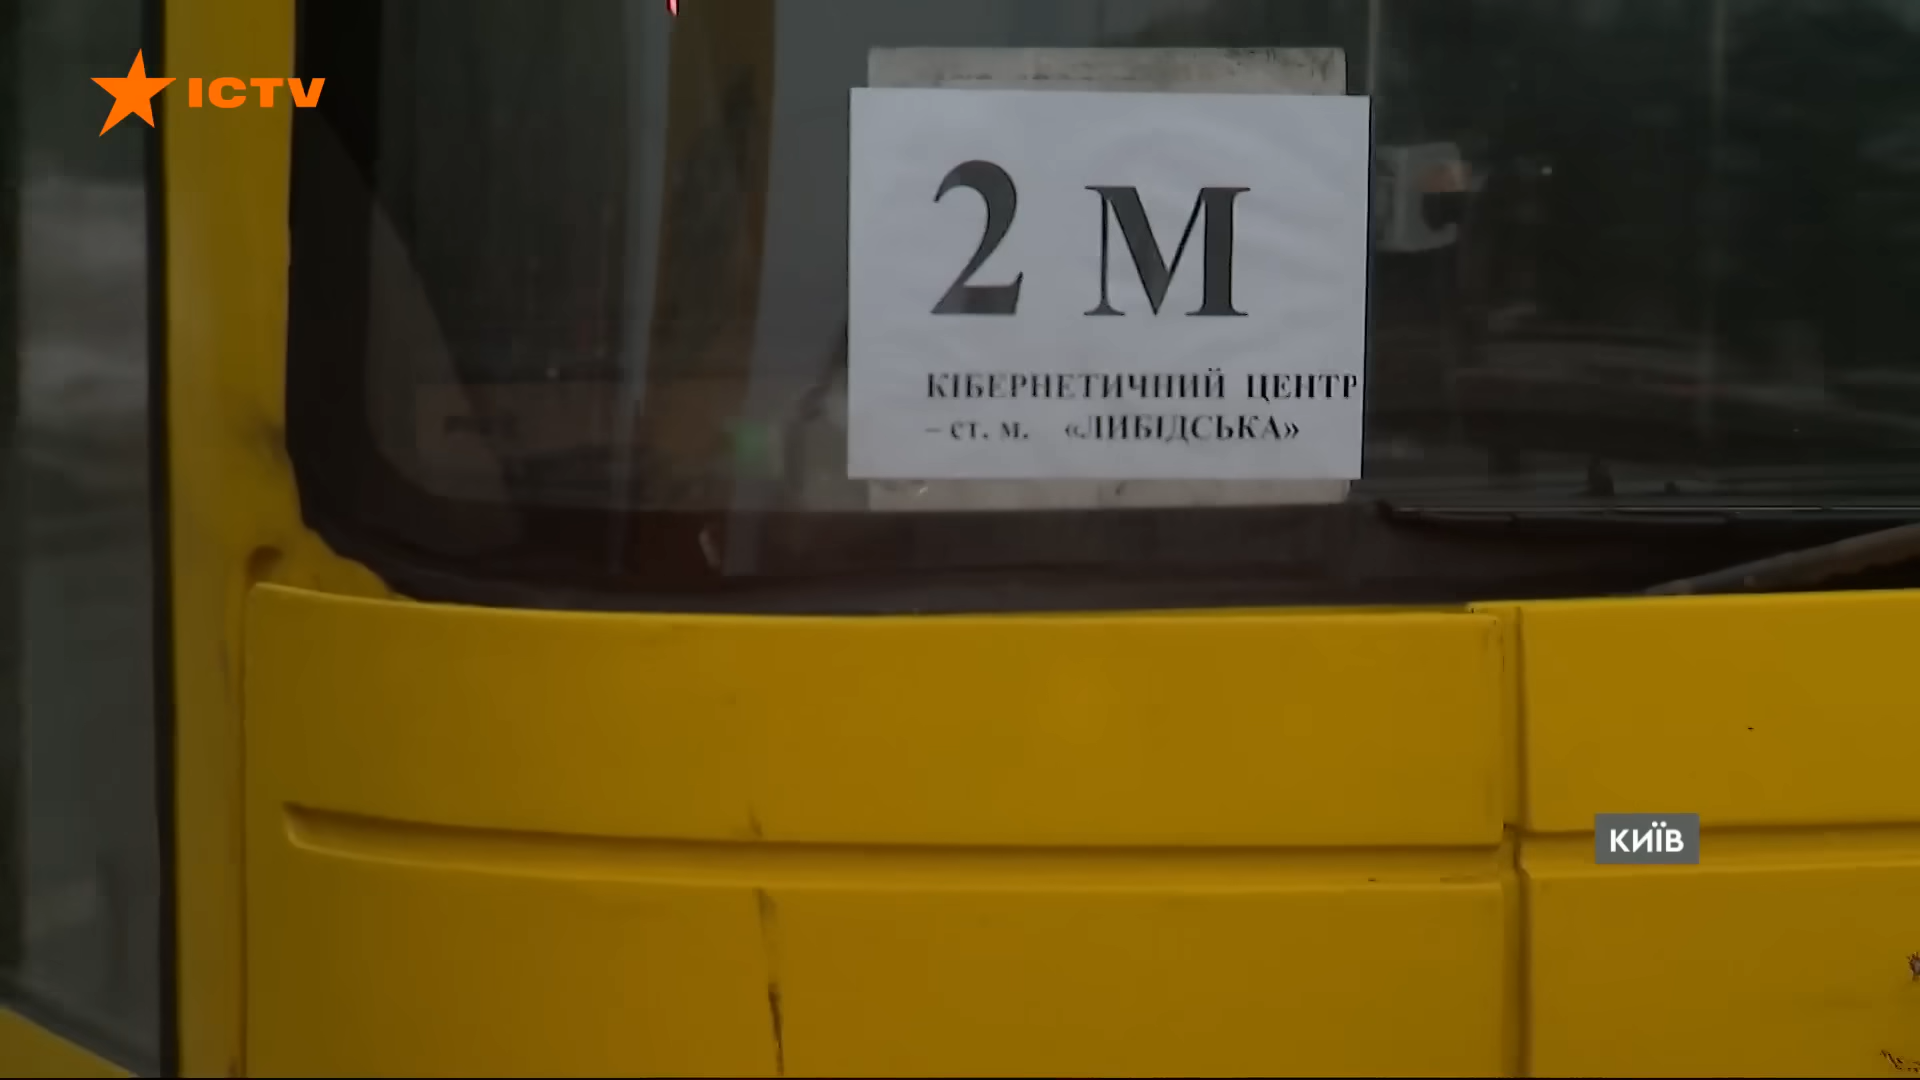 ICTV
2 М
КІБЕРНЕТИЧНИЙ ЦЕНТР
– ст. м. «ЛИБІДСЬКА»
КИЇВ